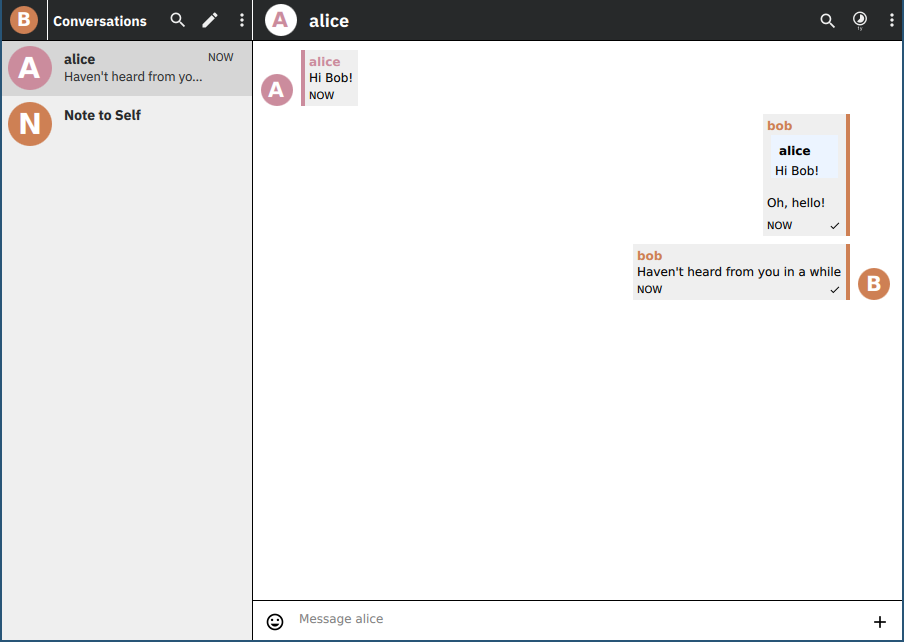 B
Conversations
A
alice
A
alice
NOW
Haven't heard from yo...
N
Note to Self
alice
Hi Bob!
NOW
A
bob
alice
Hi Bob!
Oh, hello!
NOW
bob
Haven't heard from you in a while
NOW
B
Message alice